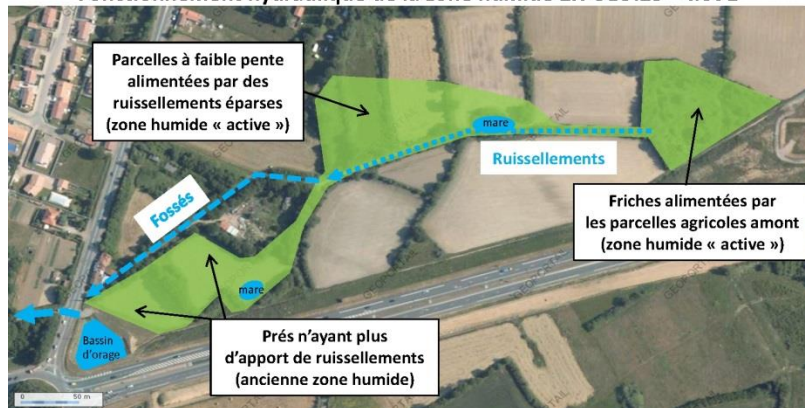 Parcelles à faible pente
alimentées par des
ruissellements éparses
(zone humide « active »)
mare
Ruissellements
Fossés
Friches alimentées par
les parcelles agricoles amont
(zone humide « active »)
mare
Bassin
d'orage
Prés n'ayant plus
d'apport de ruissellements
(ancienne zone humide)
0 50 m